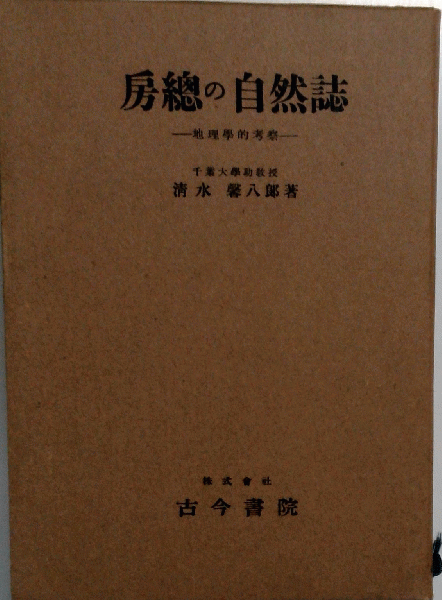 房總の自然誌
—地理學的考察—
千葉大學助教授
清水 馨八郎著
株式會社
古今書院